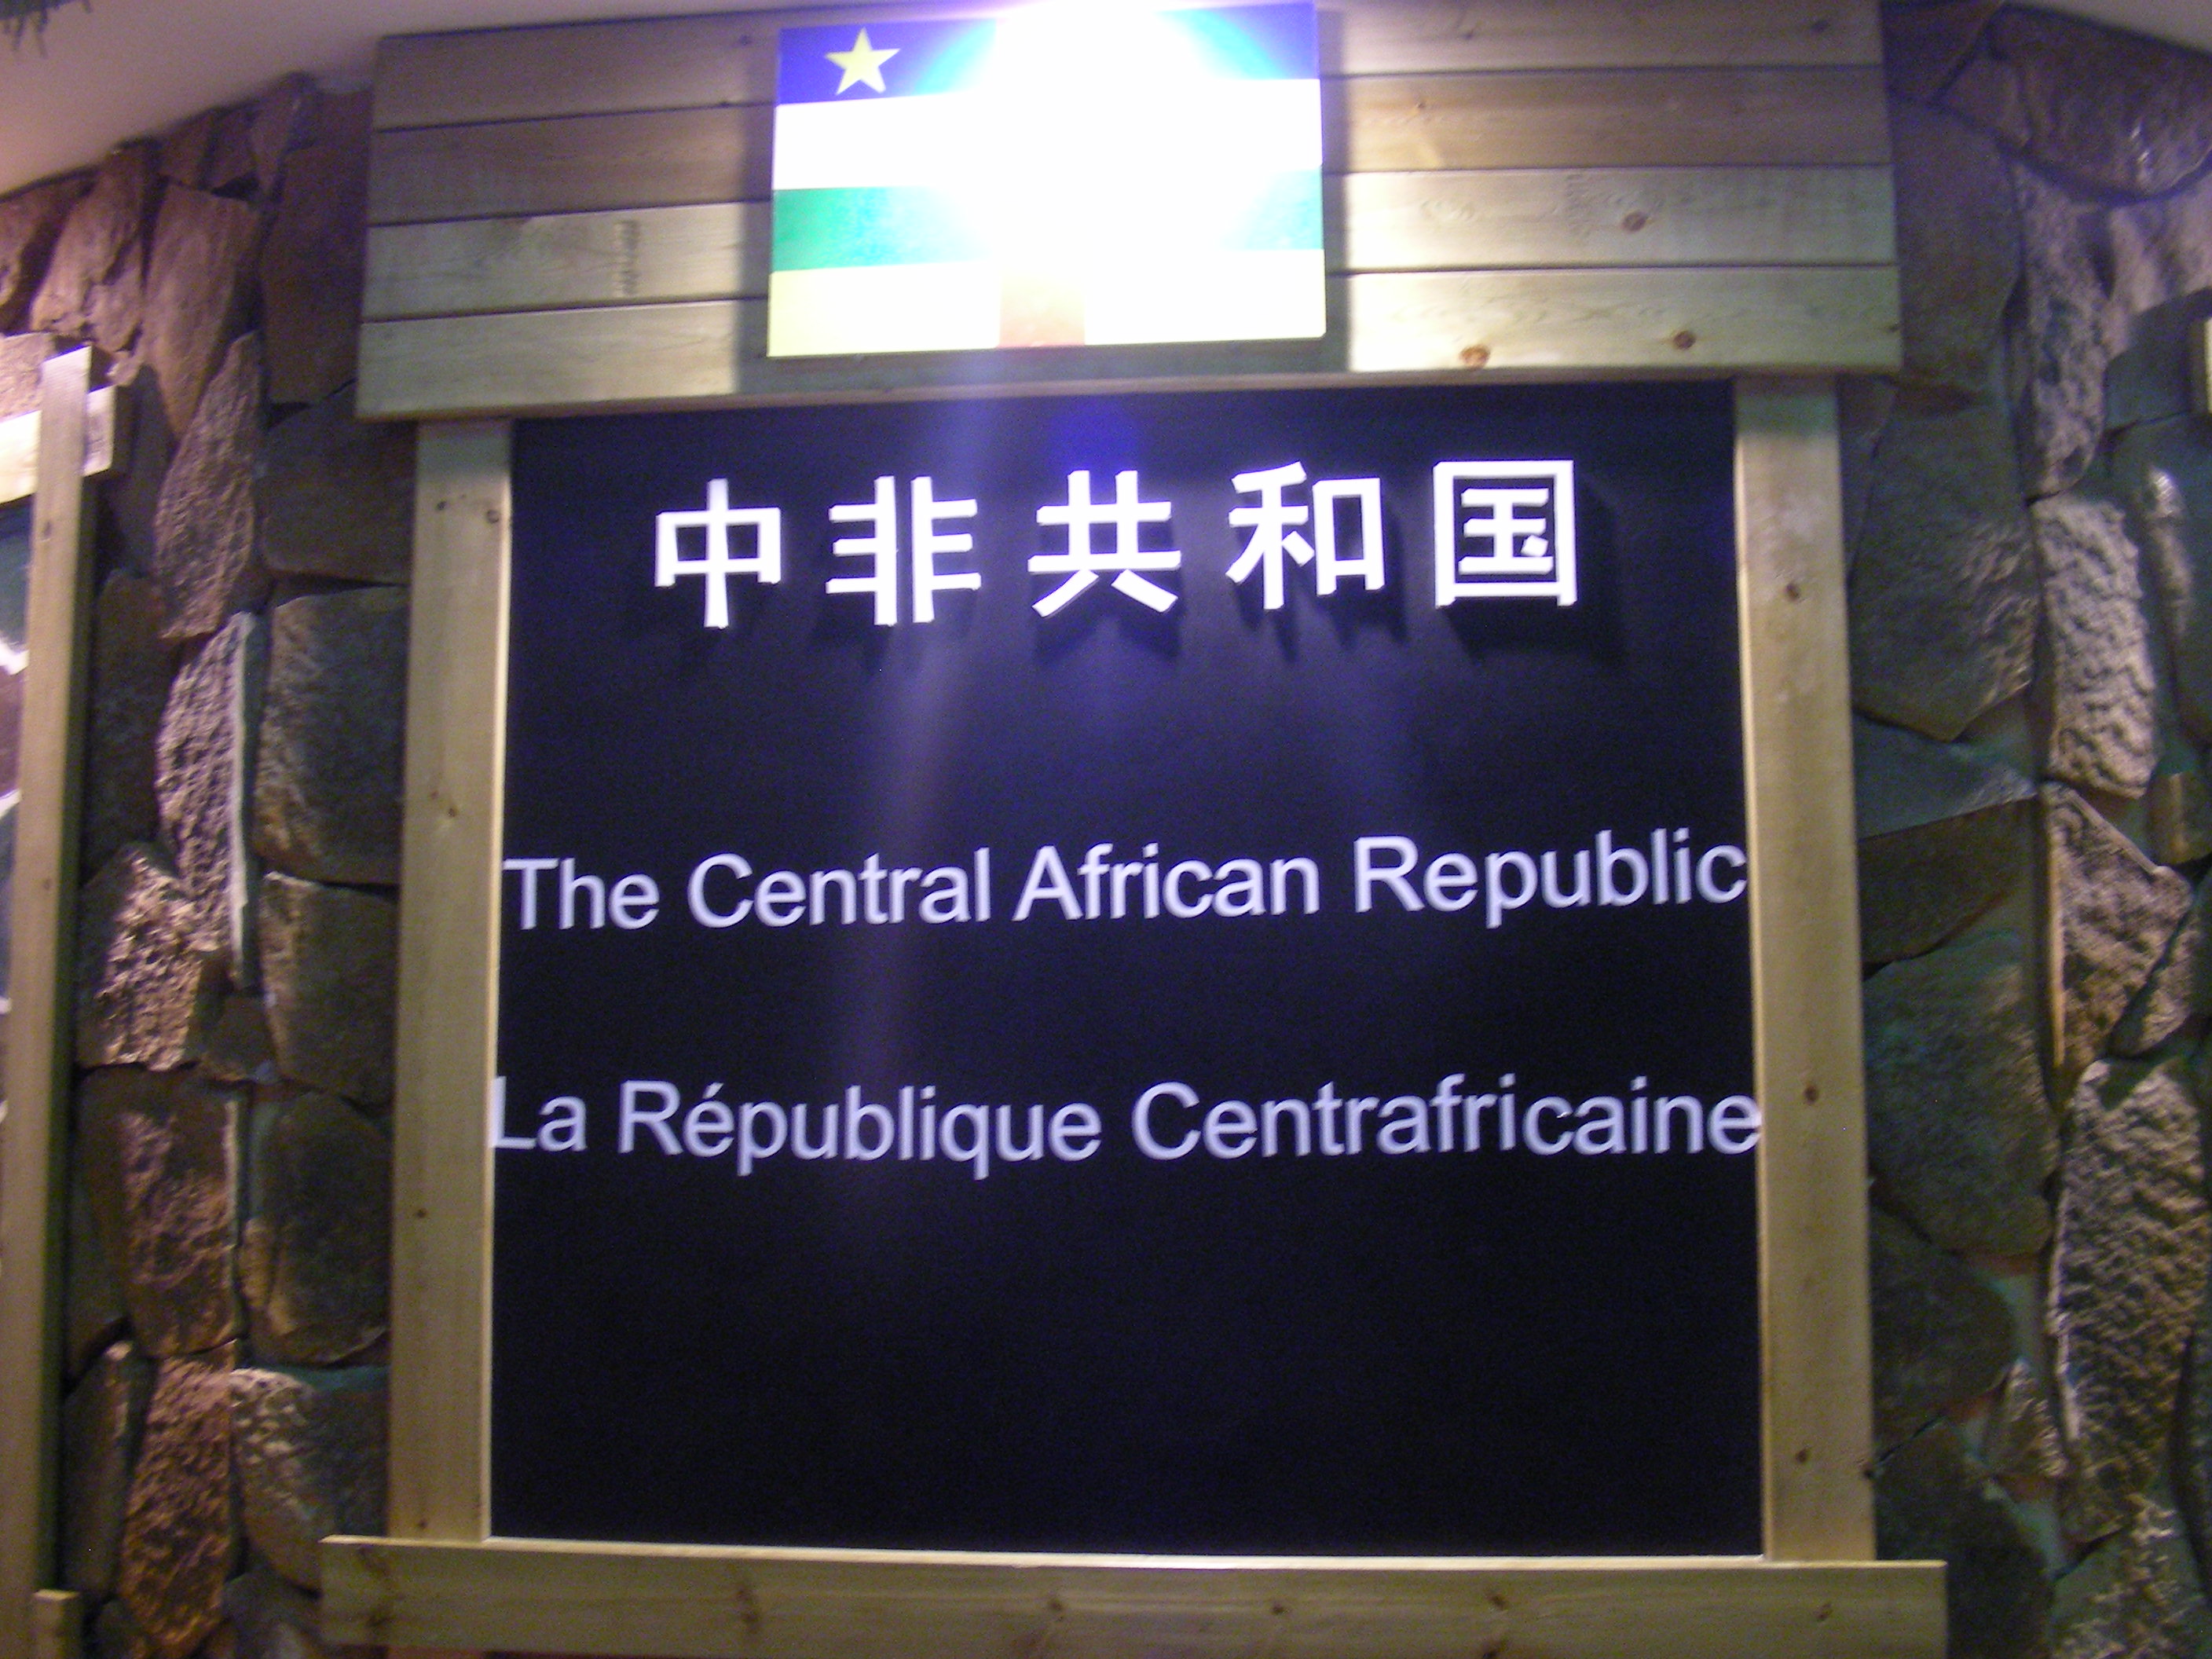 中非共和国
The Central African Republic
La République Centrafricaine